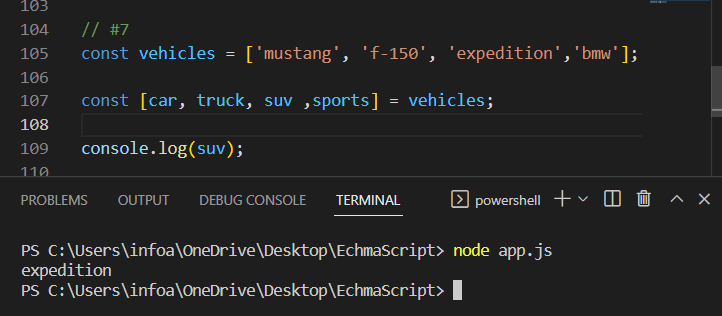 103
104 // #7
105 const vehicles = ['mustang', 'f-150', 'expedition','bmw'];
106
107 const [car, truck, suv ,sports] = vehicles;
108
109 console.log(suv);
110
PROBLEMS OUTPUT DEBUG CONSOLE TERMINAL powershell
PS C:\Users\infoa\OneDrive\Desktop\EchmaScript> node app.js
expedition
PS C:\Users\infoa\OneDrive\Desktop\EchmaScript>